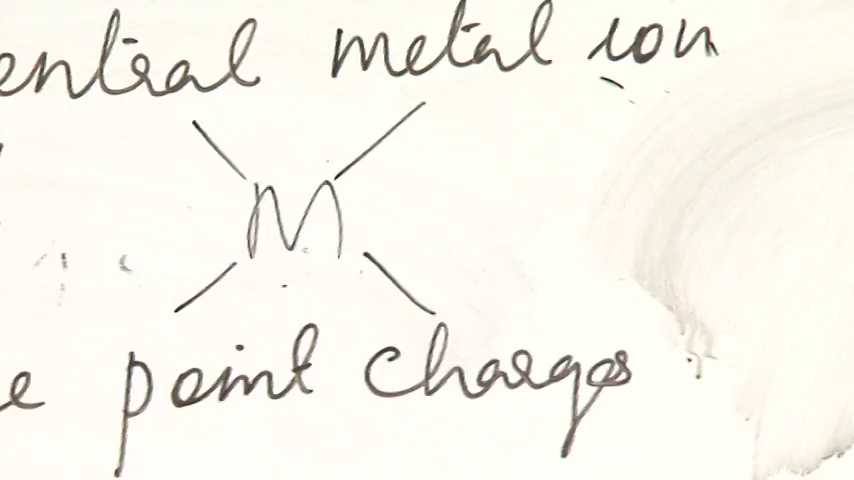 entral metal ion
M
e point charges